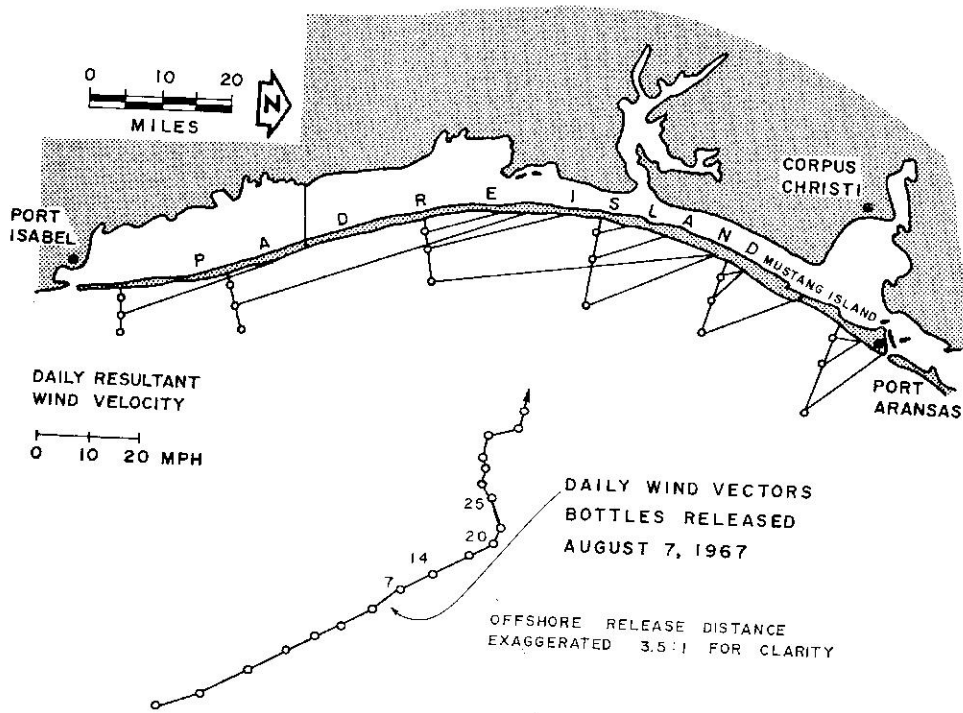 0 10 20
MILES
N
CORPUS
CHRISTI
PORT
ISABEL
PADRE ISLAND
MUSTANG ISLAND
PORT
ARANSAS
DAILY RESULTANT
WIND VELOCITY
0 10 20 MPH
25
20
14
7
DAILY WIND VECTORS
BOTTLES RELEASED
AUGUST 7, 1967
OFFSHORE RELEASE DISTANCE
EXAGGERATED 3.5:1 FOR CLARITY